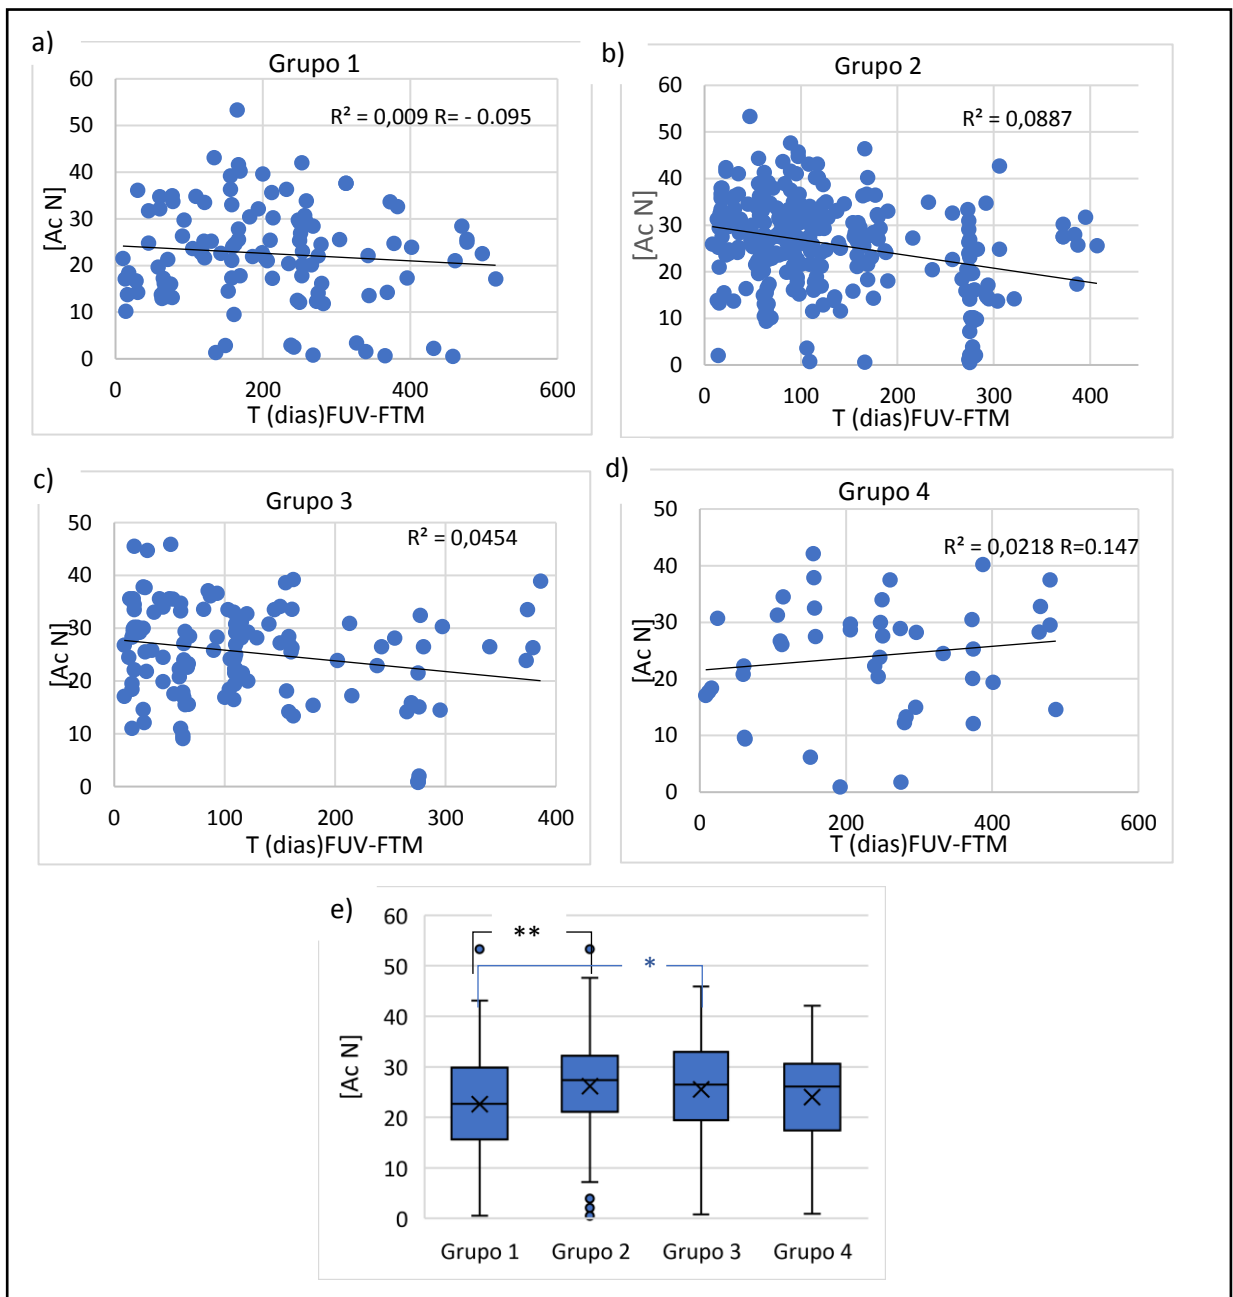 a)
Grupo 1
R² = 0,009 R= - 0.095
[Ac N]
60
50
40
30
20
10
0
0 200 400 600
T (dias)FUV-FTM
b)
Grupo 2
R² = 0,0887
[Ac N]
60
50
40
30
20
10
0
0 100 200 300 400
T (dias)FUV-FTM
c)
Grupo 3
R² = 0,0454
[Ac N]
50
40
30
20
10
0
0 100 200 300 400
T (dias)FUV-FTM
d)
Grupo 4
R² = 0,0218 R=0.147
[Ac N]
50
40
30
20
10
0
0 200 400 600
T (dias)FUV-FTM
e)
**
*
[Ac N]
60
50
40
30
20
10
0
Grupo 1 Grupo 2 Grupo 3 Grupo 4